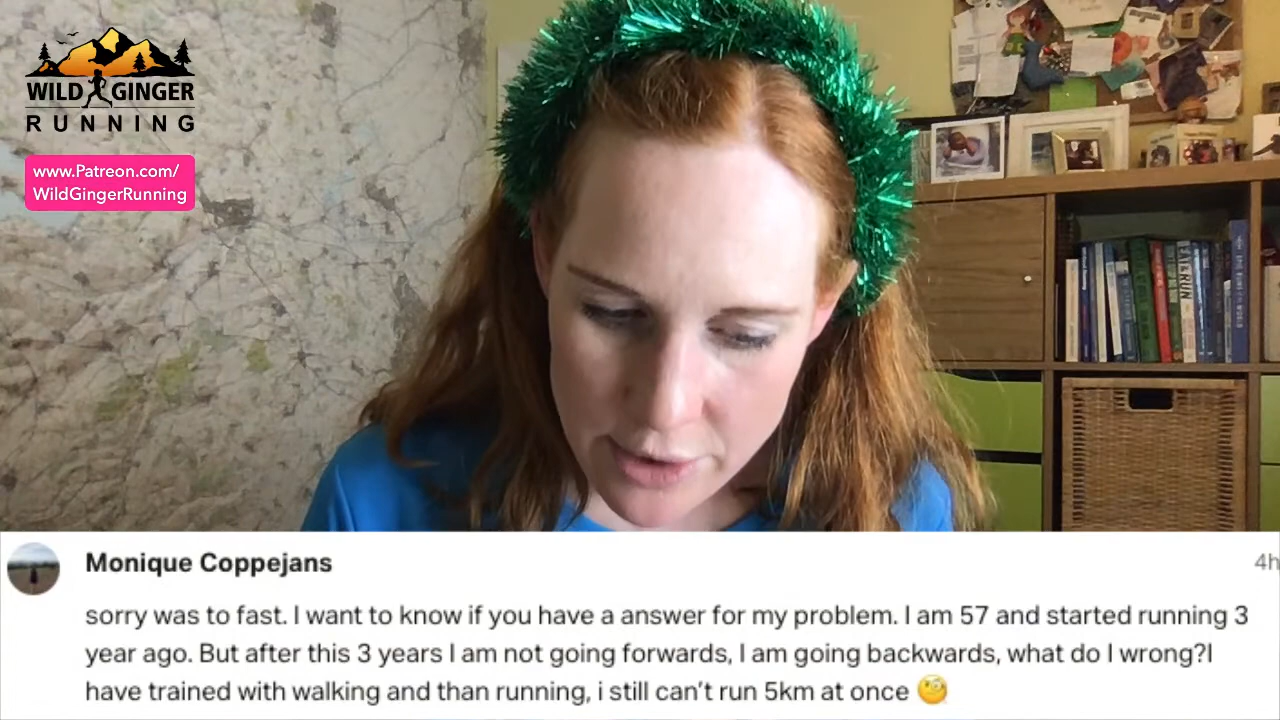 WILD GINGER
RUNNING
www.Patreon.com/
WildGingerRunning
EAT & RUN
Monique Coppejans
4h
sorry was to fast. I want to know if you have a answer for my problem. I am 57 and started running 3
year ago. But after this 3 years I am not going forwards, I am going backwards, what do I wrong?I
have trained with walking and than running, i still can't run 5km at once 🧐